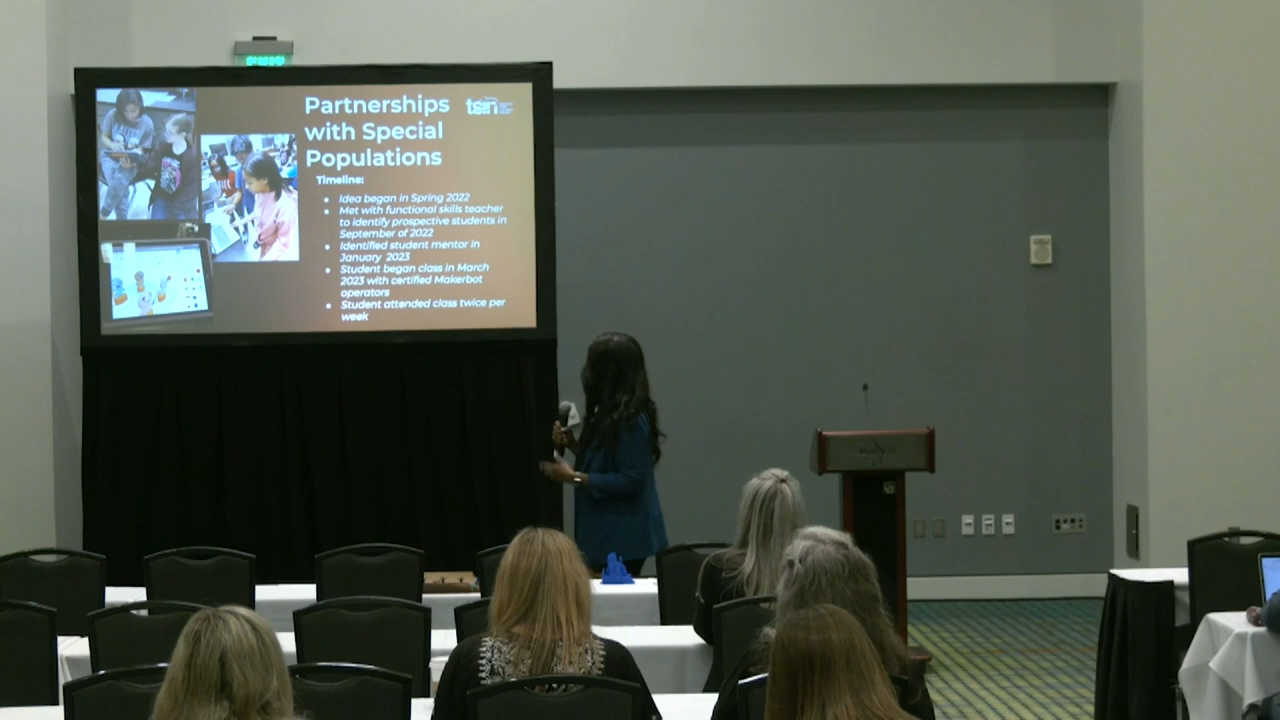 Partnerships
with Special
Populations
Timeline:
Idea began in Spring 2022
Met with functional skills teacher
to identify prospective students in
September of 2022
Identified student mentor in
January 2023
Student began class in March
2023 with certified Makerbot
operators
Student attended class twice per
week